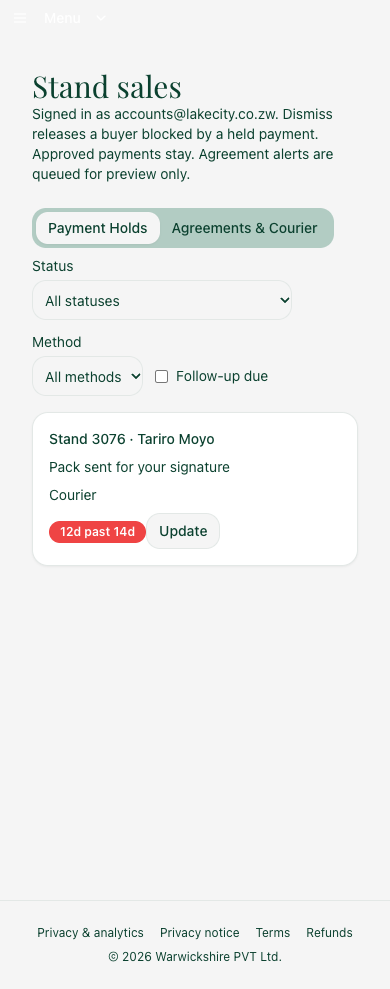 Menu
Stand sales
Signed in as accounts@lakecity.co.zw. Dismiss
releases a buyer blocked by a held payment.
Approved payments stay. Agreement alerts are
queued for preview only.
Payment Holds
Agreements & Courier
Status
All statuses
Method
All methods
Follow-up due
Stand 3076 · Tariro Moyo
Pack sent for your signature
Courier
12d past 14d
Update
Privacy & analytics
Privacy notice
Terms
Refunds
© 2026 Warwickshire PVT Ltd.